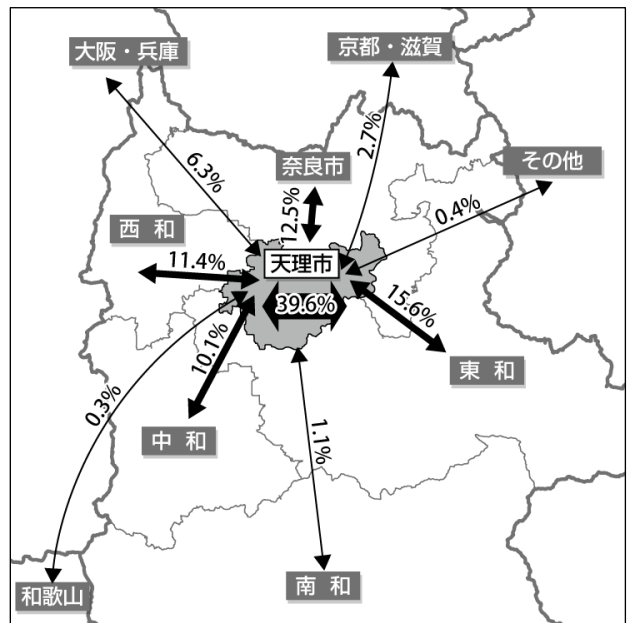 大阪・兵庫
京都・滋賀
2.7%
6.3%
奈良市
その他
12.5%
0.4%
西和
11.4%
天理市
39.6%
15.6%
10.1%
東和
0.3%
中和
1.1%
和歌山
南和